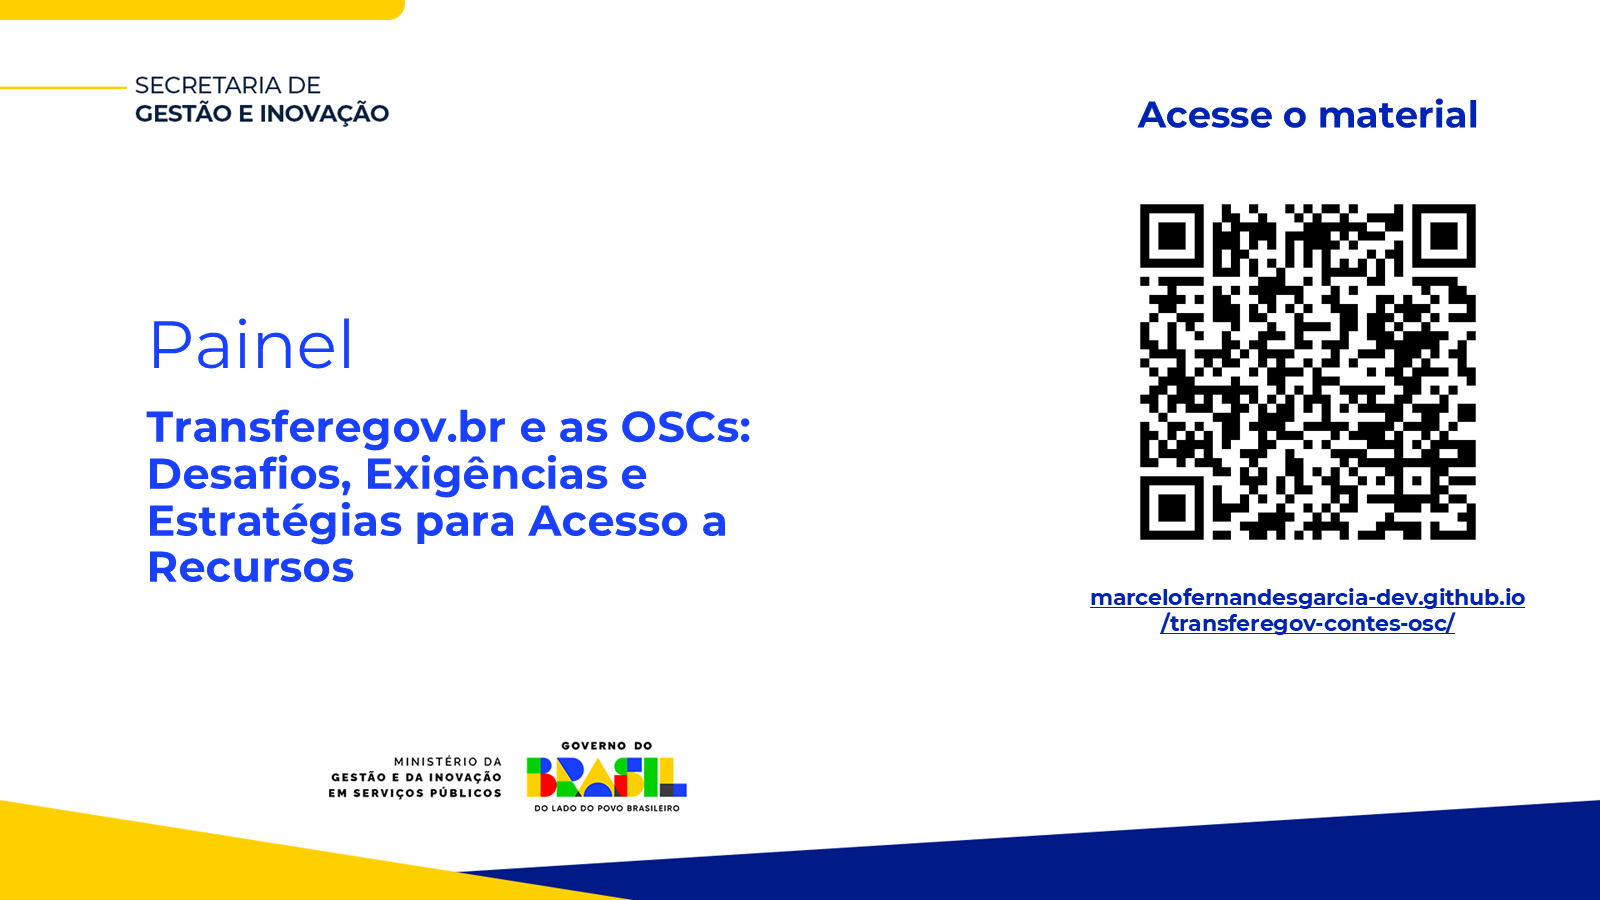 SECRETARIA DE
GESTÃO E INOVAÇÃO
Acesse o material
Painel
Transferegov.br e as OSCs:
Desafios, Exigências e
Estratégias para Acesso a
Recursos
marcelofernandesgarcia-dev.github.io
/transferegov-contes-osc/
MINISTÉRIO DA
GESTÃO E DA INOVAÇÃO
EM SERVIÇOS PÚBLICOS
GOVERNO DO
BRASIL
DO LADO DO POVO BRASILEIRO